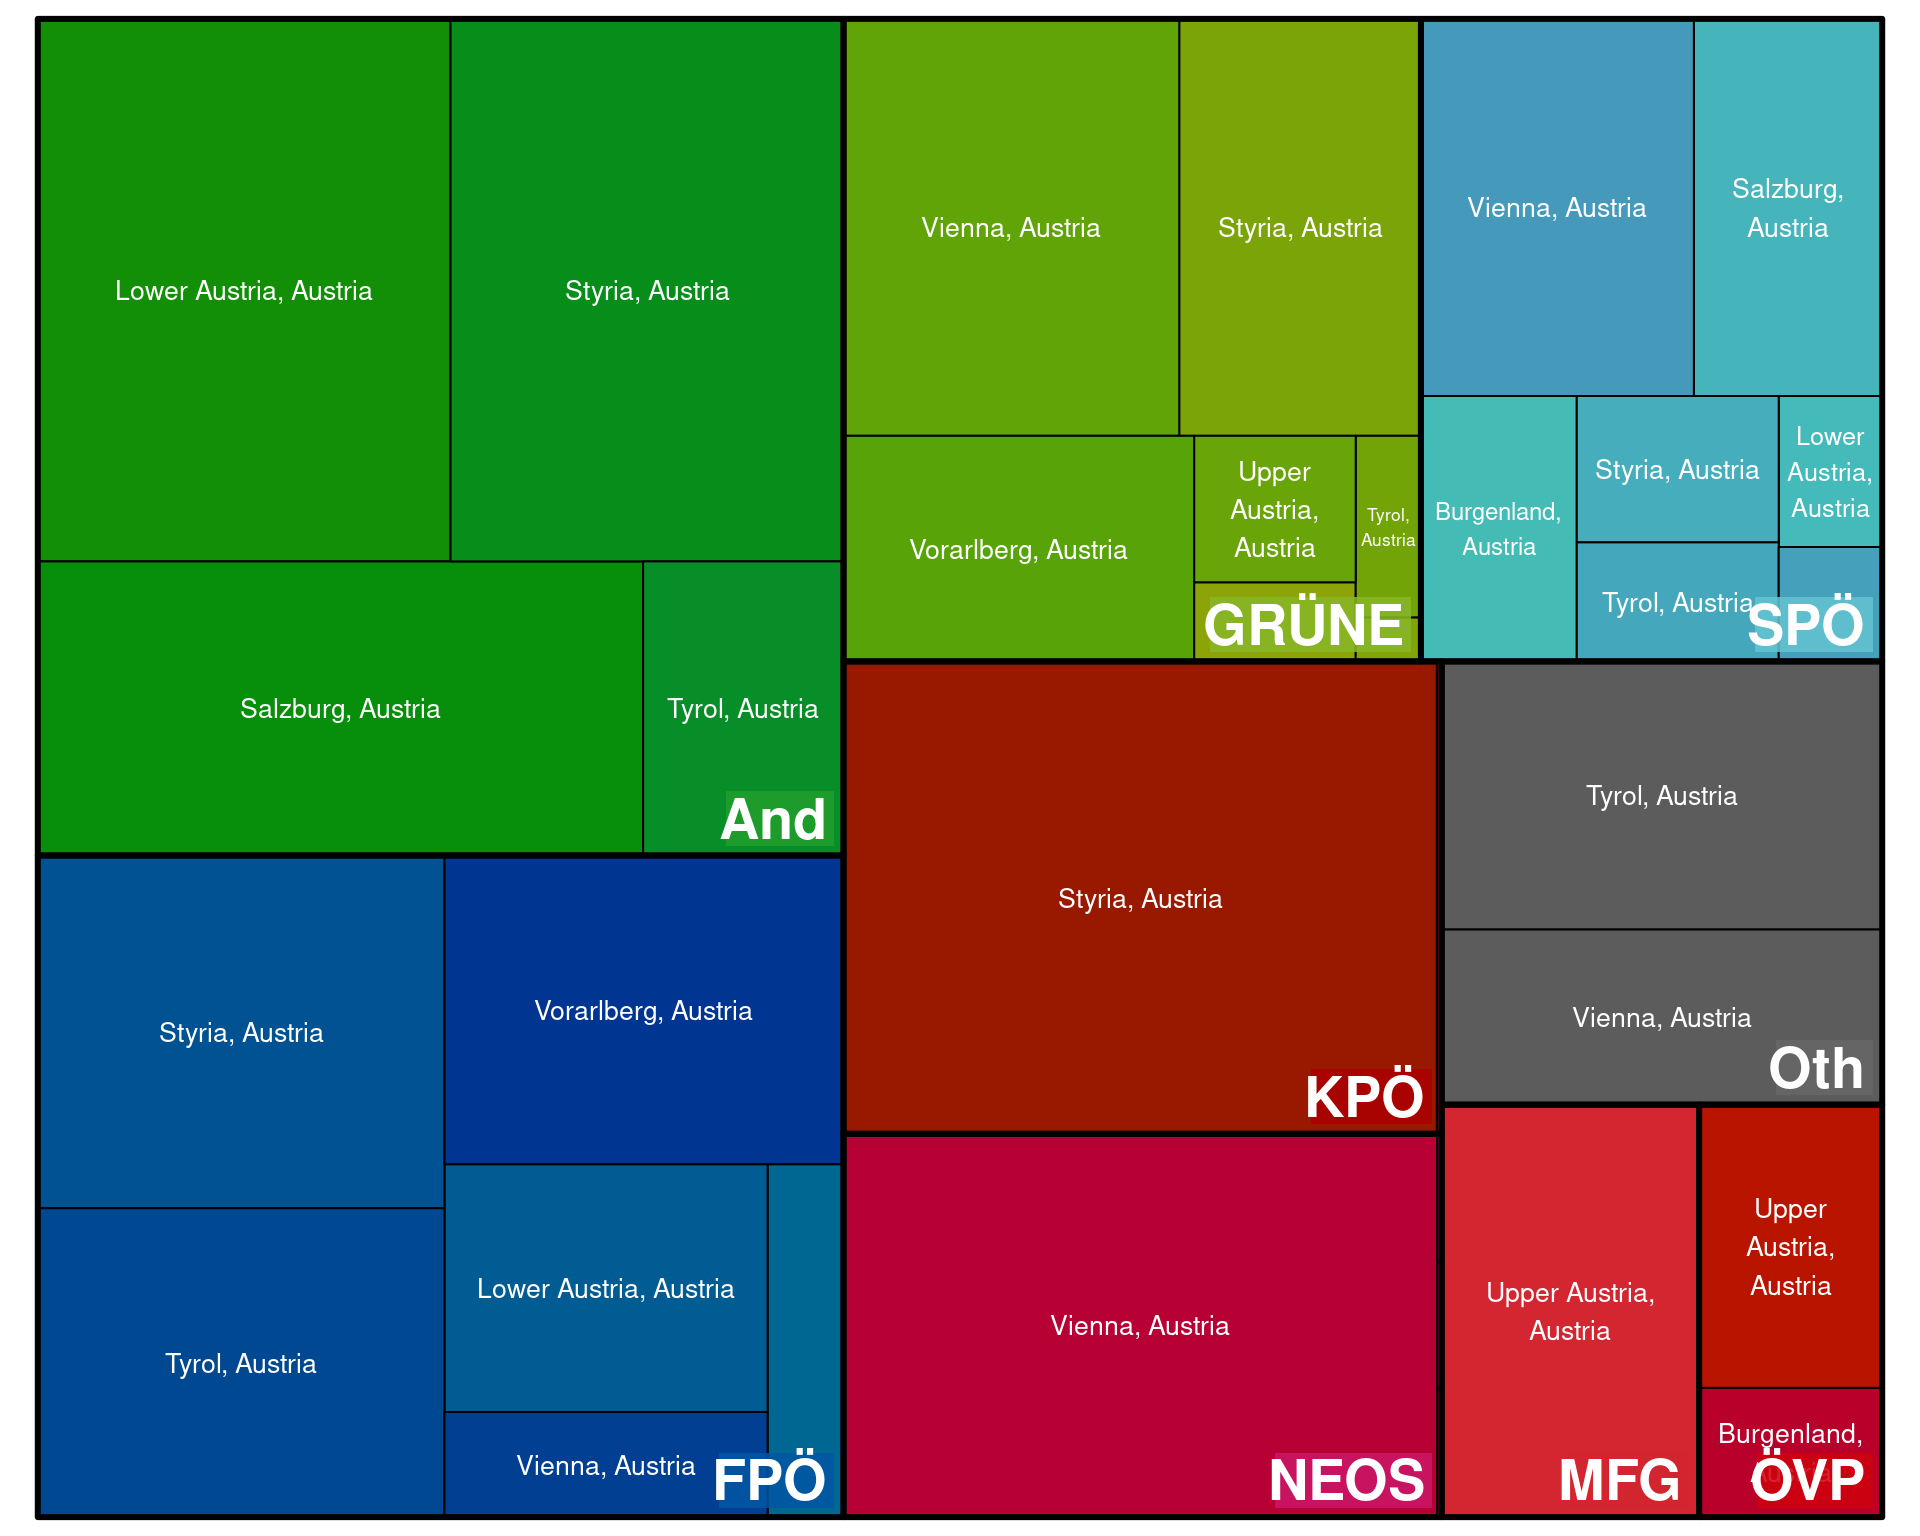 Lower Austria, Austria
Styria, Austria
Salzburg, Austria
Tyrol, Austria
And
Vienna, Austria
Styria, Austria
Vorarlberg, Austria
Upper
Austria,
Austria
Tyrol,
Austria
GRÜNE
Vienna, Austria
Salzburg,
Austria
Burgenland,
Austria
Styria, Austria
Lower
Austria,
Austria
Tyrol, Austria
SPÖ
Styria, Austria
Vorarlberg, Austria
Tyrol, Austria
Lower Austria, Austria
Vienna, Austria
FPÖ
Styria, Austria
KPÖ
Tyrol, Austria
Vienna, Austria
Oth
Vienna, Austria
NEOS
Upper Austria,
Austria
MFG
Upper
Austria,
Austria
Burgenland,
ÖVP